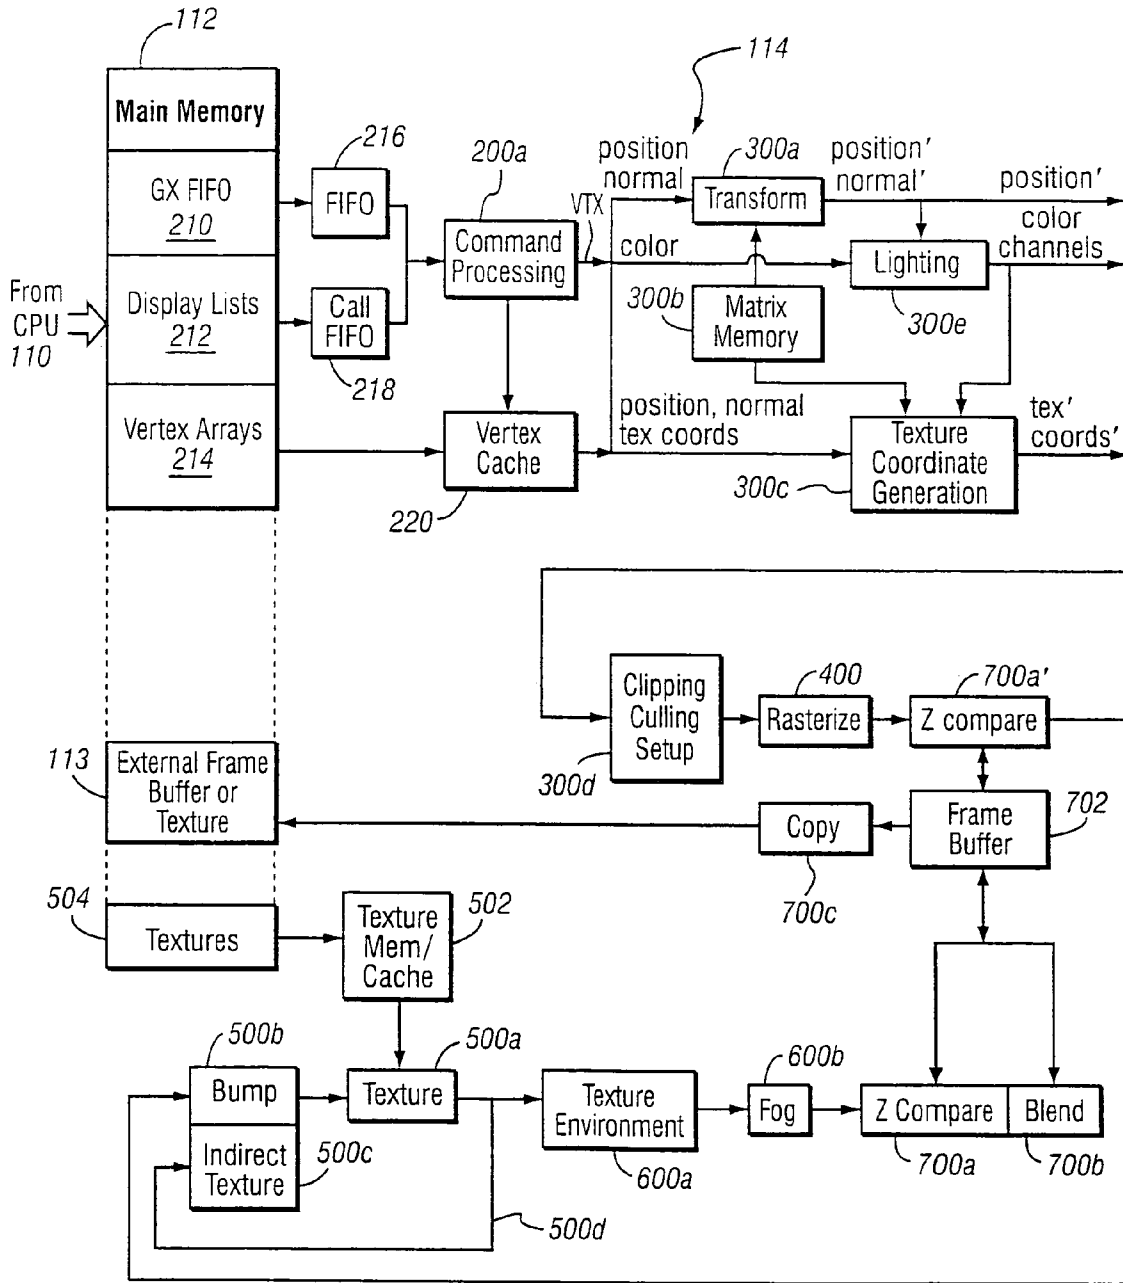 112
114
Main Memory
GX FIFO
210
Display Lists
212
Vertex Arrays
214
From
CPU
110
216
FIFO
Call
FIFO
218
200a
Command
Processing
VTX
Vertex
Cache
220
position
normal
300a
Transform
position'
normal'
position'
color
channels
color
Lighting
300e
300b
Matrix
Memory
position, normal
tex coords
Texture
Coordinate
Generation
300c
tex'
coords'
Clipping
Culling
Setup
300d
400
Rasterize
700a'
Z compare
113
External Frame
Buffer or
Texture
Copy
700c
Frame
Buffer
702
504
Textures
Texture
Mem/
Cache
502
500b
Bump
Indirect
Texture
500c
500a
Texture
500d
Texture
Environment
600a
600b
Fog
Z Compare
700a
Blend
700b